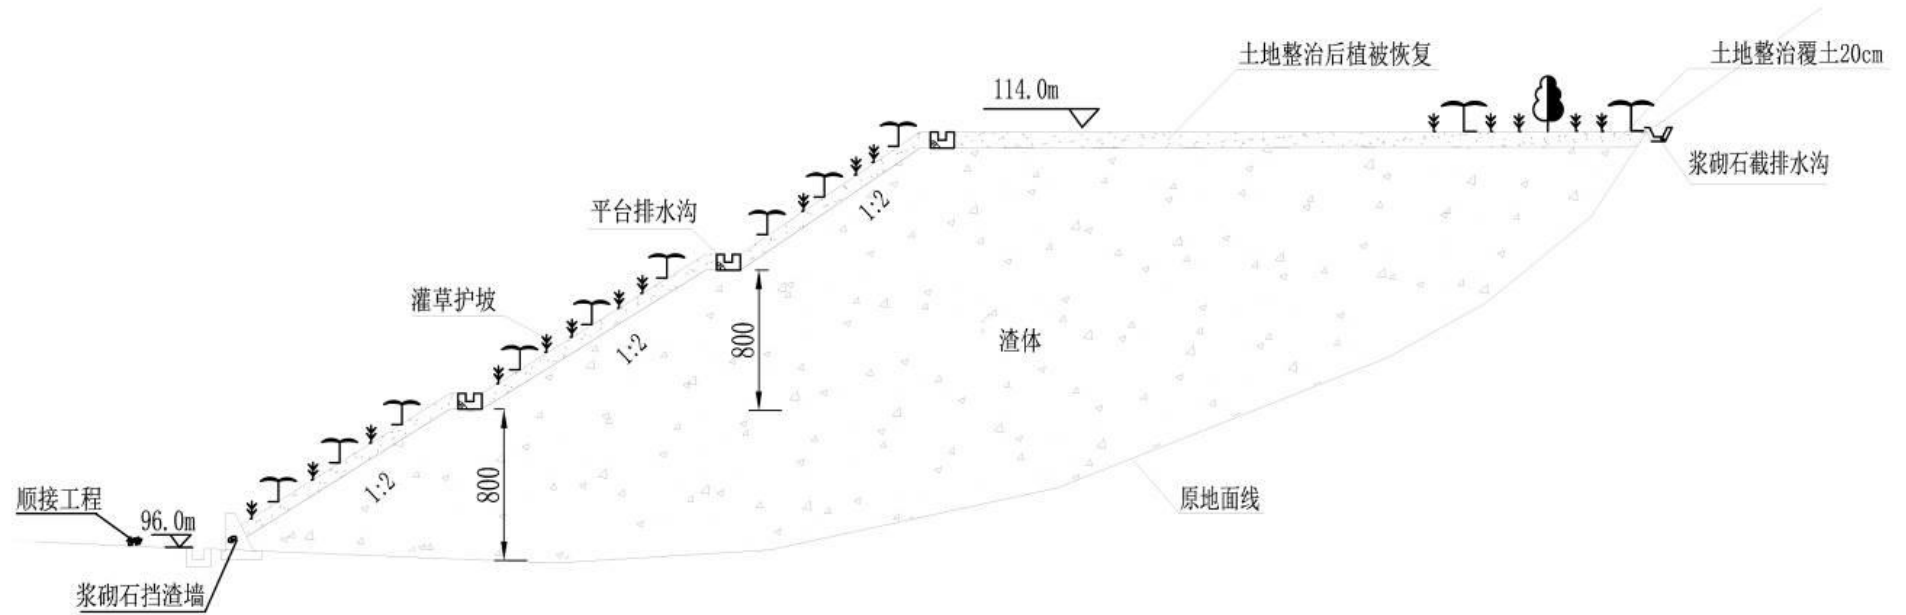 土地整治后植被恢复
土地整治覆土20cm
114.0m
浆砌石截排水沟
1:2
平台排水沟
灌草护坡
800
渣体
1:2
800
1:2
顺接工程
96.0m
原地面线
浆砌石挡渣墙